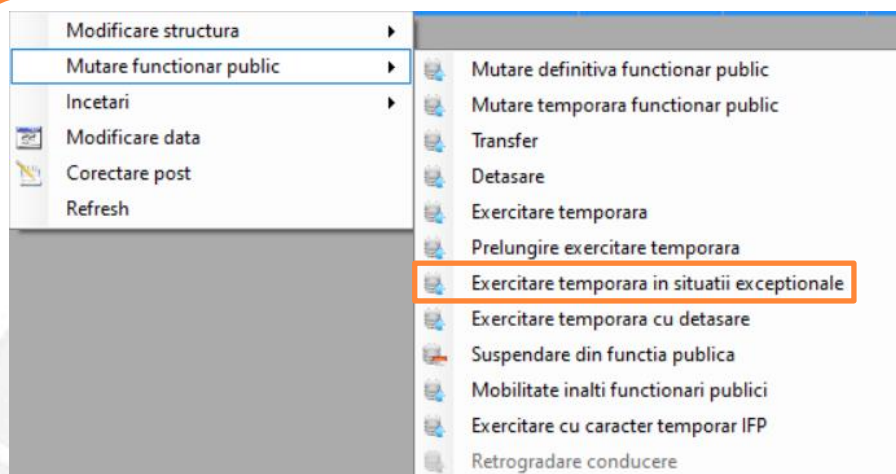 Modificare structura
Mutare functionar public
Incetari
Modificare data
Corectare post
Refresh
Mutare definitiva functionar public
Mutare temporara functionar public
Transfer
Detasare
Exercitare temporara
Prelungire exercitare temporara
Exercitare temporara in situatii exceptionale
Exercitare temporara cu detasare
Suspendare din functia publica
Mobilitate inalti functionari publici
Exercitare cu caracter temporar IFP
Retrogradare conducere